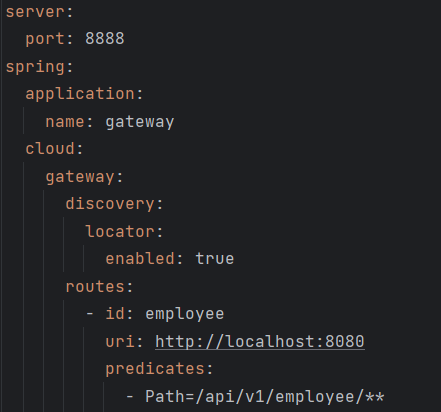 server:
  port: 8888
spring:
  application:
    name: gateway
  cloud:
    gateway:
      discovery:
        locator:
          enabled: true
      routes:
        - id: employee
          uri: http://localhost:8080
          predicates:
            - Path=/api/v1/employee/**